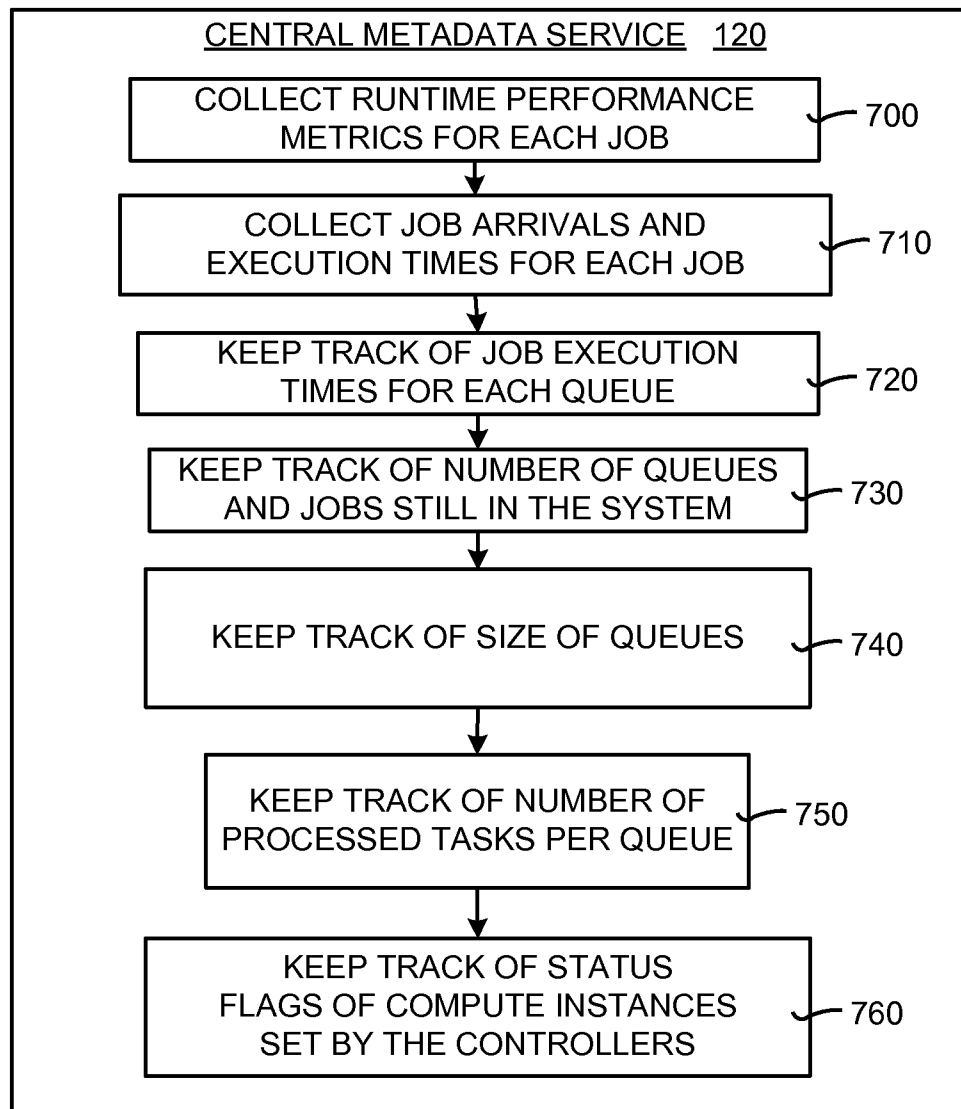 CENTRAL METADATA SERVICE 120
COLLECT RUNTIME PERFORMANCE
METRICS FOR EACH JOB
700
COLLECT JOB ARRIVALS AND
EXECUTION TIMES FOR EACH JOB
710
KEEP TRACK OF JOB EXECUTION
TIMES FOR EACH QUEUE
720
KEEP TRACK OF NUMBER OF QUEUES
AND JOBS STILL IN THE SYSTEM
730
KEEP TRACK OF SIZE OF QUEUES
740
KEEP TRACK OF NUMBER OF
PROCESSED TASKS PER QUEUE
750
KEEP TRACK OF STATUS
FLAGS OF COMPUTE INSTANCES
SET BY THE CONTROLLERS
760